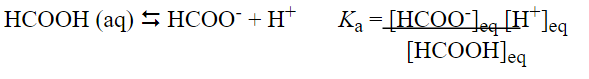 HCOOH (aq) ⇆ HCOO⁻ + H⁺ Kₐ = [HCOO⁻]eq [H⁺]eq
[HCOOH]eq